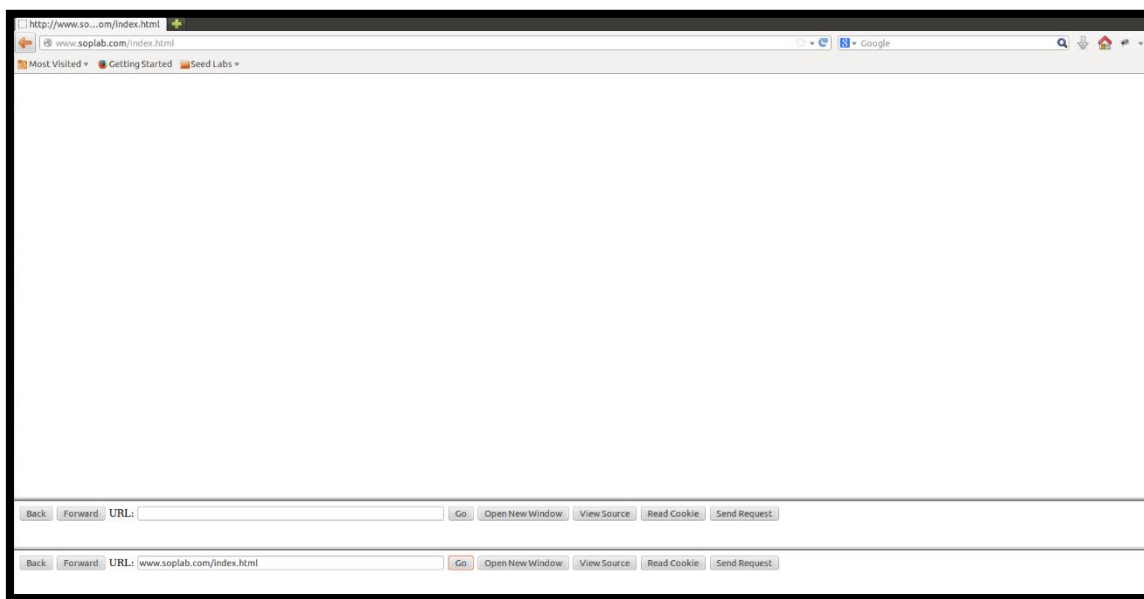 http://www.so...om/index.html
www.soplab.com/index.html Google
Most Visited Getting Started Seed Labs
Back Forward URL: Go Open New Window View Source Read Cookie Send Request
Back Forward URL: www.soplab.com/index.html Go Open New Window View Source Read Cookie Send Request